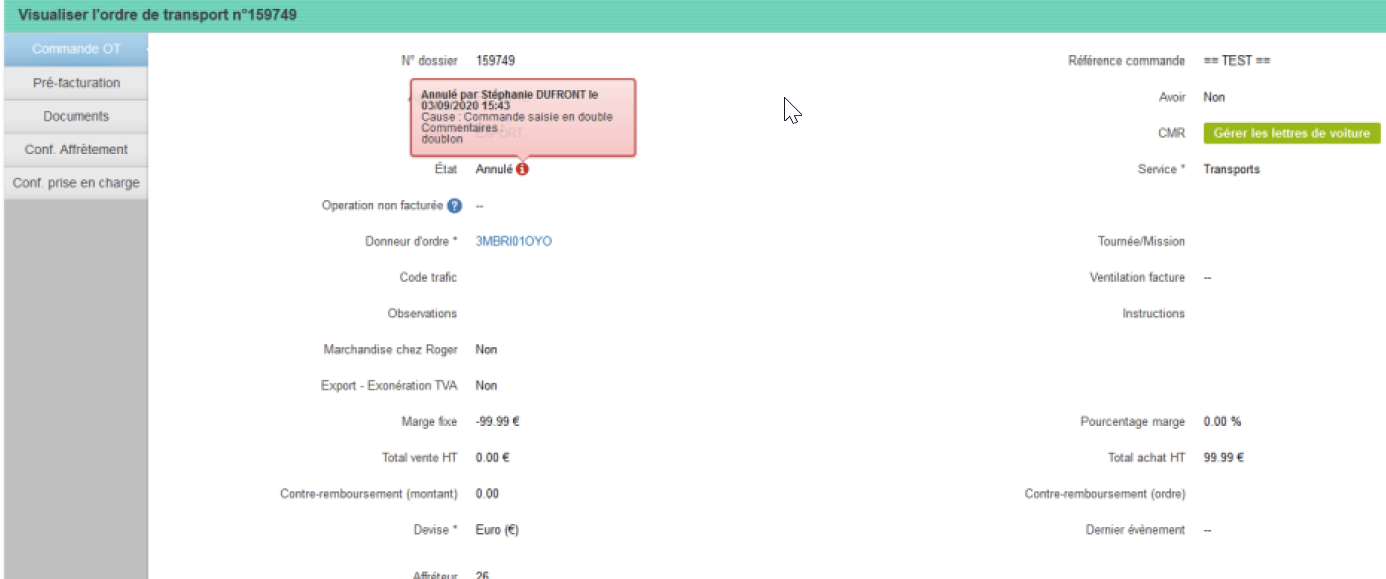 Visualiser l'ordre de transport n°159749
Commande OT
Pré-facturation
Documents
Conf. Affrètement
Conf. prise en charge
N° dossier 159749 Référence commande == TEST ==
Annulé par Stéphanie DUFRONT le
03/09/2020 15:43
Cause : Commande saisie en double
Commentaires :
doublon
Avoir Non
EXPORT
CMR Gérer les lettres de voiture
État Annulé Service * Transports
Operation non facturée ? --
Donneur d'ordre * 3MBRI01OYO Tournée/Mission
Code trafic Ventilation facture --
Observations Instructions
Marchandise chez Roger Non
Export - Exonération TVA Non
Marge fixe -99.99 € Pourcentage marge 0.00 %
Total vente HT 0.00 € Total achat HT 99.99 €
Contre-remboursement (montant) 0.00 Contre-remboursement (ordre)
Devise * Euro (€) Dernier évènement --
Affréteur 26